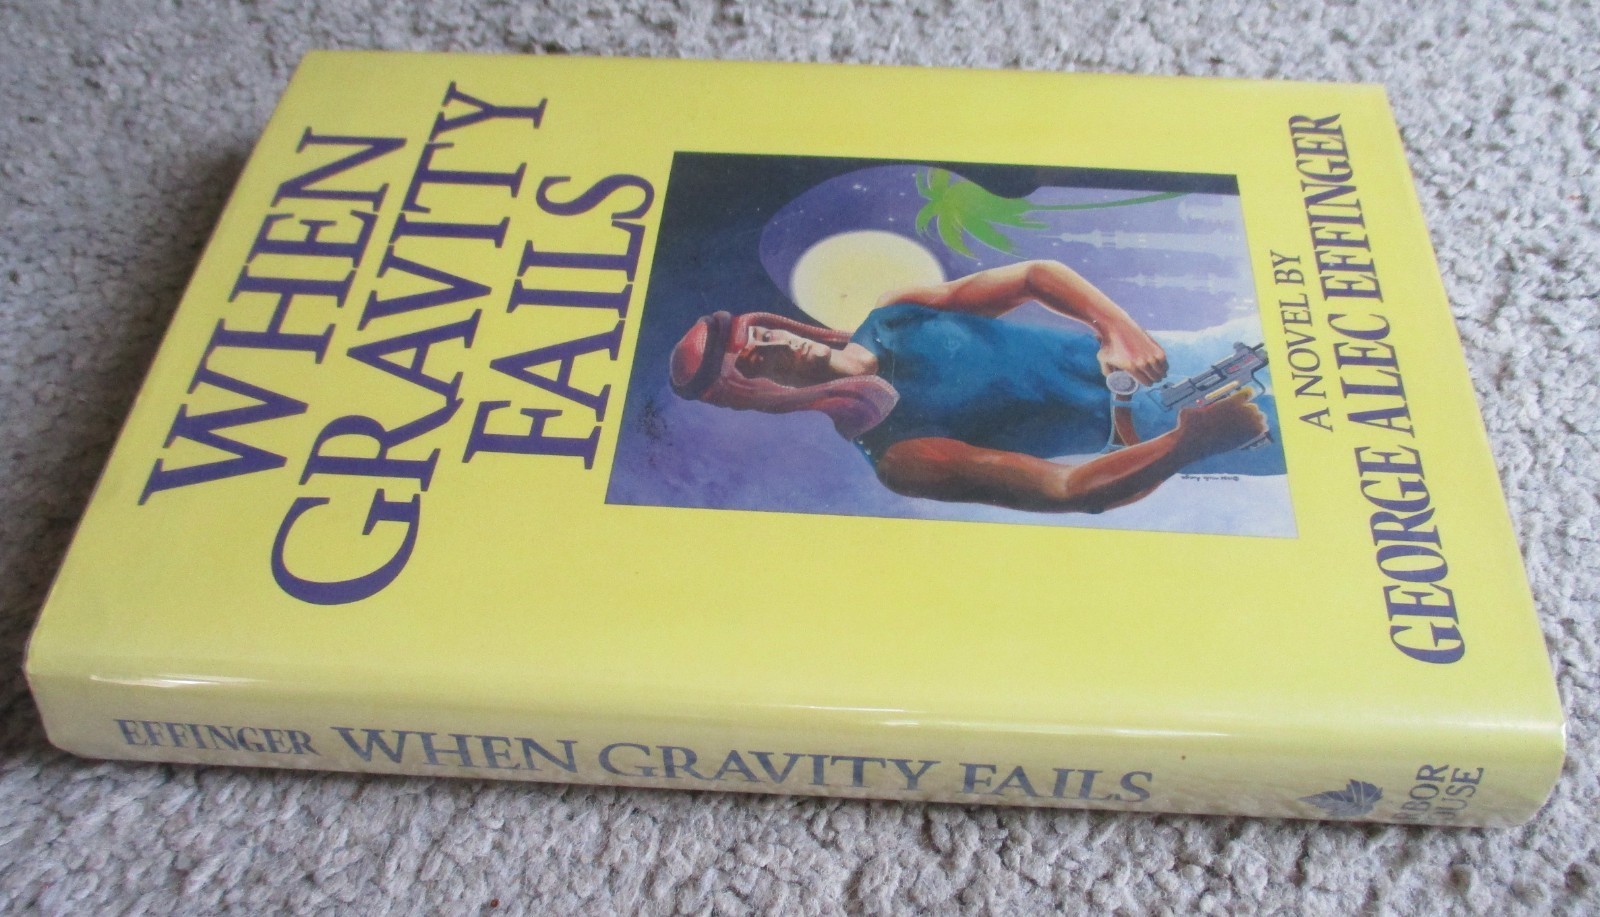 WHEN
GRAVITY
FAILS
A NOVEL BY
GEORGE ALEC EFFINGER
EFFINGER WHEN GRAVITY FAILS